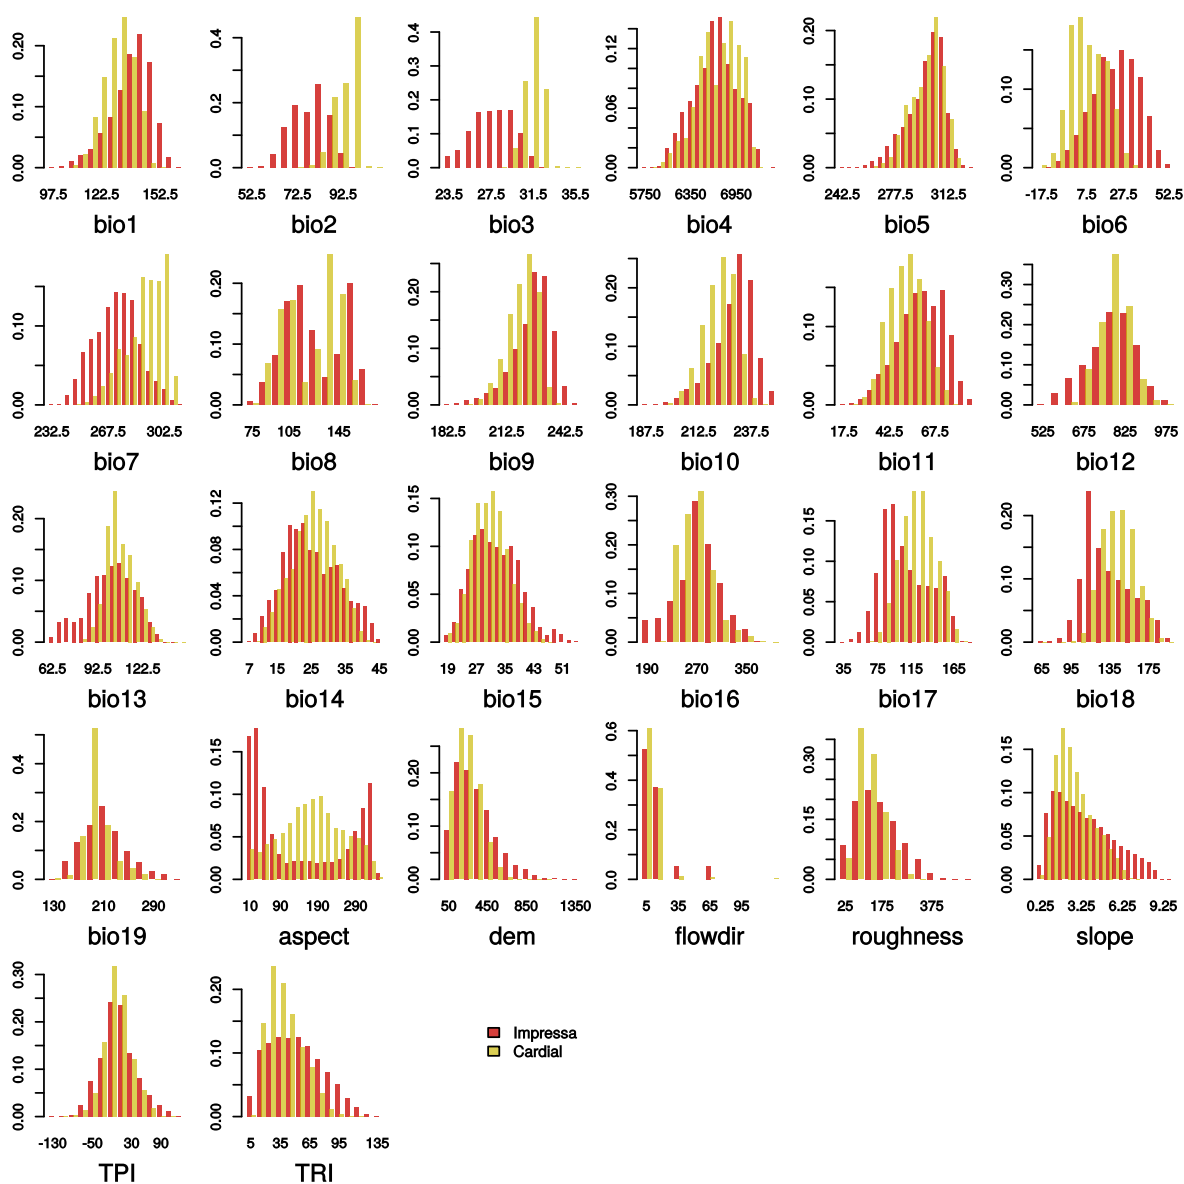 0.00 0.10 0.20
97.5 122.5 152.5
bio1
0.0 0.2 0.4
52.5 72.5 92.5
bio2
0.0 0.1 0.2 0.3 0.4
23.5 27.5 31.5 35.5
bio3
0.00 0.06 0.12
5750 6350 6950
bio4
0.00 0.10 0.20
242.5 277.5 312.5
bio5
0.00 0.10
-17.5 7.5 27.5 52.5
bio6
0.00 0.10
232.5 267.5 302.5
bio7
0.00 0.10 0.20
75 105 145
bio8
0.00 0.10 0.20
182.5 212.5 242.5
bio9
0.00 0.10 0.20
187.5 212.5 237.5
bio10
0.00 0.10
17.5 42.5 67.5
bio11
0.00 0.10 0.20 0.30
525 675 825 975
bio12
0.00 0.10 0.20
62.5 92.5 122.5
bio13
0.00 0.04 0.08 0.12
7 15 25 35 45
bio14
0.00 0.05 0.10 0.15
19 27 35 43 51
bio15
0.00 0.10 0.20 0.30
190 270 350
bio16
0.00 0.10 0.15
35 75 115 165
bio17
0.00 0.10 0.20
65 95 135 175
bio18
0.0 0.2 0.4
130 210 290
bio19
0.00 0.05 0.10 0.15
10 90 190 290
aspect
0.00 0.10 0.20
50 450 850 1350
dem
0.0 0.2 0.4 0.6
5 35 65 95
flowdir
0.00 0.15 0.30
25 175 375
roughness
0.00 0.05 0.10 0.15
0.25 3.25 6.25 9.25
slope
0.00 0.10 0.20 0.30
-130 -50 30 90
TPI
0.00 0.10 0.20
5 35 65 95 135
TRI
Impressa
Cardial